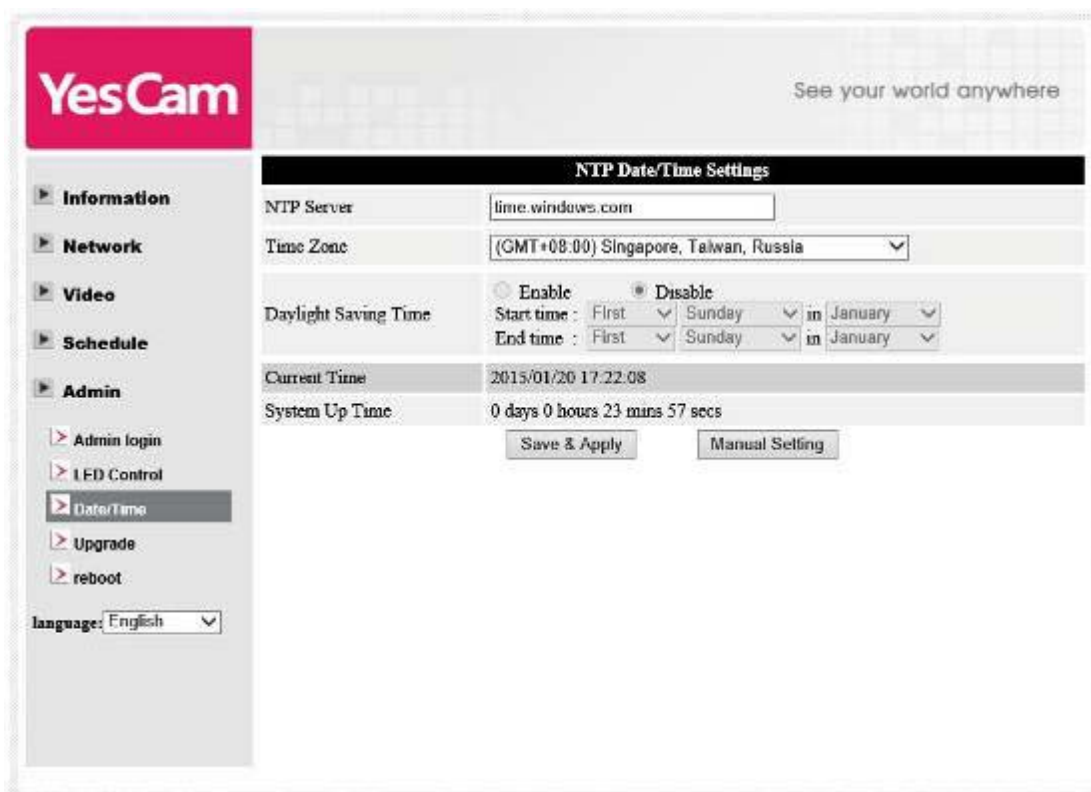 YesCam
See your world anywhere
Information
Network
Video
Schedule
Admin
Admin login
LED Control
Date/Time
Upgrade
reboot
language: English
NTP Date/Time Settings
NTP Server time.windows.com
Time Zone (GMT+08:00) Singapore, Taiwan, Russia
Daylight Saving Time
Enable Disable
Start time : First Sunday in January
End time : First Sunday in January
Current Time 2015/01/20 17:22:08
System Up Time 0 days 0 hours 23 mins 57 secs
Save & Apply Manual Setting